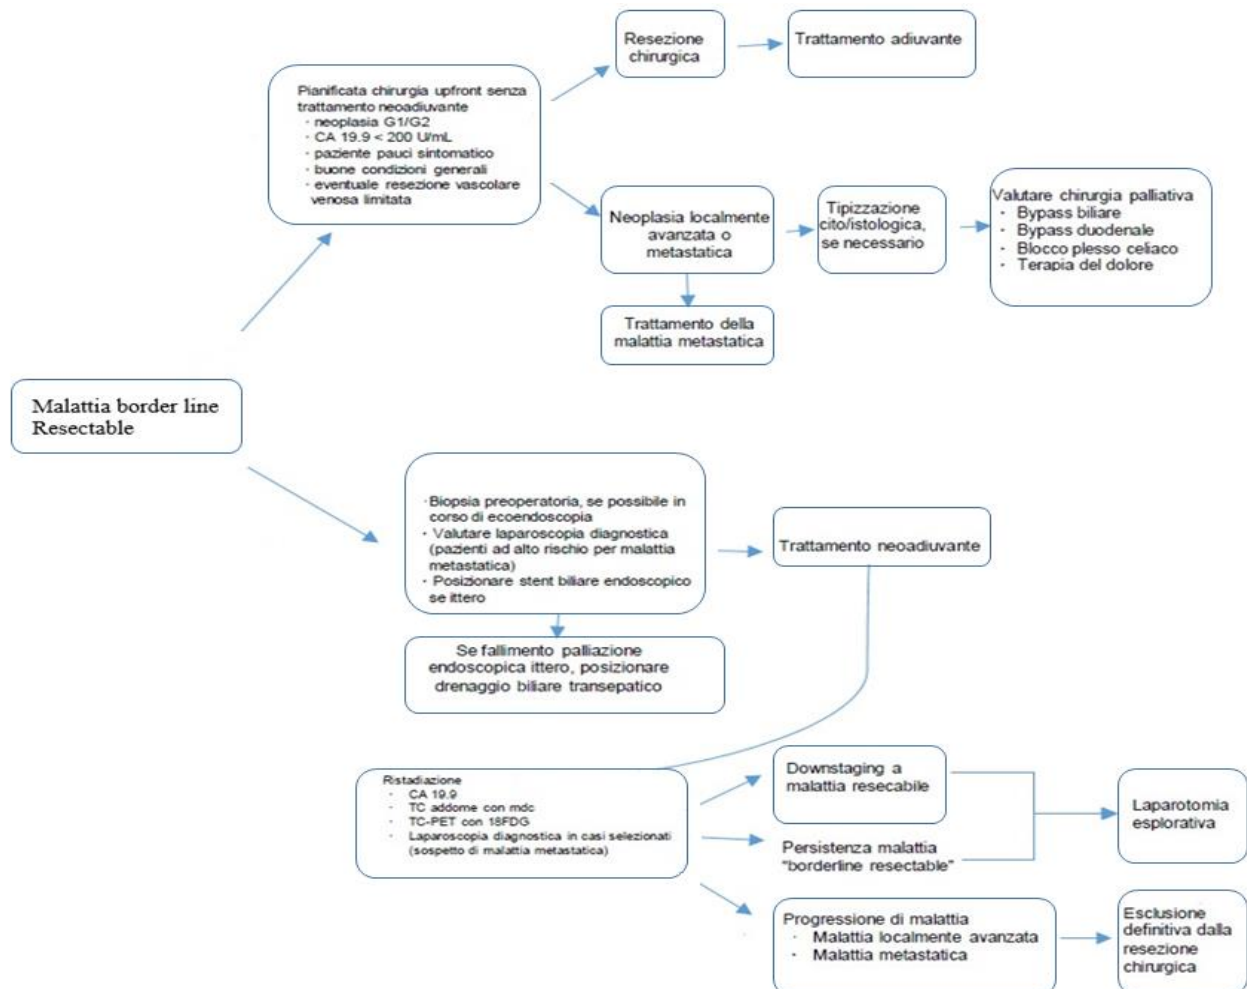 Resezione
chirurgica
Trattamento adiuvante
Pianificata chirurgia upfront senza
trattamento neoadiuvante
· neoplasia G1/G2
· CA 19.9 < 200 U/mL
· paziente pauci sintomatico
· buone condizioni generali
· eventuale resezione vascolare
venosa limitata
Neoplasia localmente
avanzata o
metastatica
Tipizzazione
cito/istologica,
se necessario
Valutare chirurgia palliativa
· Bypass biliare
· Bypass duodenale
· Blocco plesso celiaco
· Terapia del dolore
Trattamento della
malattia metastatica
Malattia border line
Resectable
· Biopsia preoperatoria, se possibile in
corso di ecoendoscopia
· Valutare laparoscopia diagnostica
(pazienti ad alto rischio per malattia
metastatica)
· Posizionare stent biliare endoscopico
se ittero
Trattamento neoadiuvante
Se fallimento palliazione
endoscopica ittero, posizionare
drenaggio biliare transepatico
Ristadiazione
· CA 19.9
· TC addome con mdc
· TC-PET con 18FDG
· Laparoscopia diagnostica in casi selezionati
(sospetto di malattia metastatica)
Downstaging a
malattia resecabile
Persistenza malattia
"borderline resectable"
Laparotomia
esplorativa
Progressione di malattia
· Malattia localmente avanzata
· Malattia metastatica
Esclusione
definitiva dalla
resezione
chirurgica